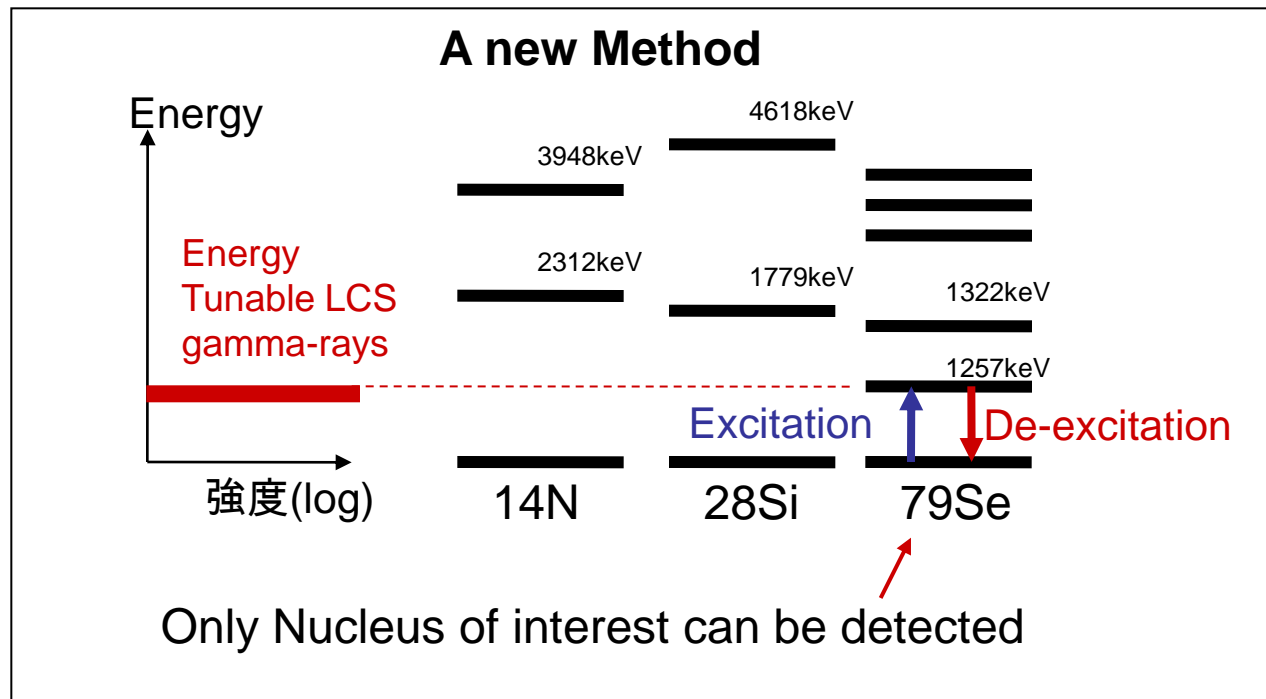 A new Method
Energy
4618keV
3948keV
Energy
Tunable LCS
gamma-rays
2312keV
1779keV
1322keV
1257keV
Excitation
De-excitation
強度(log)
14N
28Si
79Se
Only Nucleus of interest can be detected